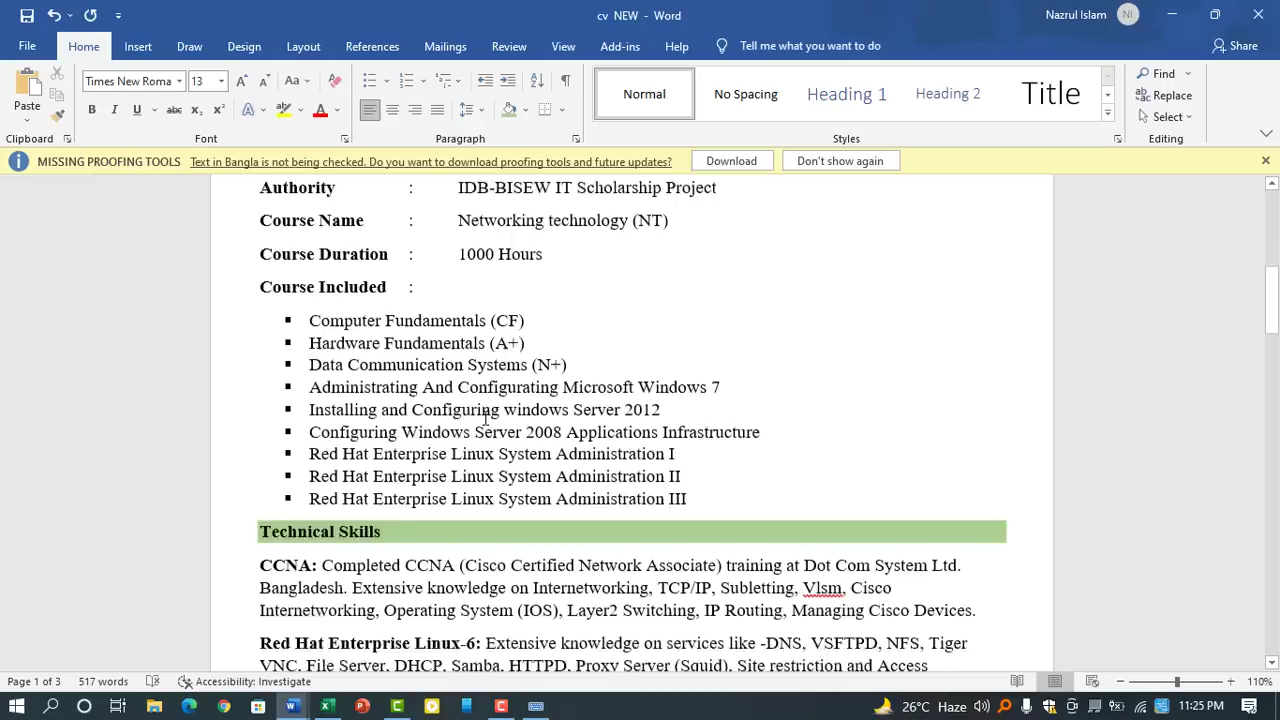 cv NEW - Word
Nazrul Islam NI
File Home Insert Draw Design Layout References Mailings Review View Add-ins Help Tell me what you want to do Share
Paste
Times New Roma 13
Normal No Spacing Heading 1 Heading 2 Title
Find
Replace
Select
Clipboard Font Paragraph Styles Editing
MISSING PROOFING TOOLS Text in Bangla is not being checked. Do you want to download proofing tools and future updates? Download Don't show again
Authority : IDB-BISEW IT Scholarship Project
Course Name : Networking technology (NT)
Course Duration : 1000 Hours
Course Included :
▪ Computer Fundamentals (CF)
▪ Hardware Fundamentals (A+)
▪ Data Communication Systems (N+)
▪ Administrating And Configurating Microsoft Windows 7
▪ Installing and Configuring windows Server 2012
▪ Configuring Windows Server 2008 Applications Infrastructure
▪ Red Hat Enterprise Linux System Administration I
▪ Red Hat Enterprise Linux System Administration II
▪ Red Hat Enterprise Linux System Administration III
Technical Skills
CCNA: Completed CCNA (Cisco Certified Network Associate) training at Dot Com System Ltd.
Bangladesh. Extensive knowledge on Internetworking, TCP/IP, Subletting, Vlsm, Cisco
Internetworking, Operating System (IOS), Layer2 Switching, IP Routing, Managing Cisco Devices.
Red Hat Enterprise Linux-6: Extensive knowledge on services like -DNS, VSFTPD, NFS, Tiger
VNC, File Server, DHCP, Samba, HTTPD, Proxy Server (Squid), Site restriction and Access
Page 1 of 3 517 words Accessibility: Investigate 110%
26°C Haze 11:25 PM